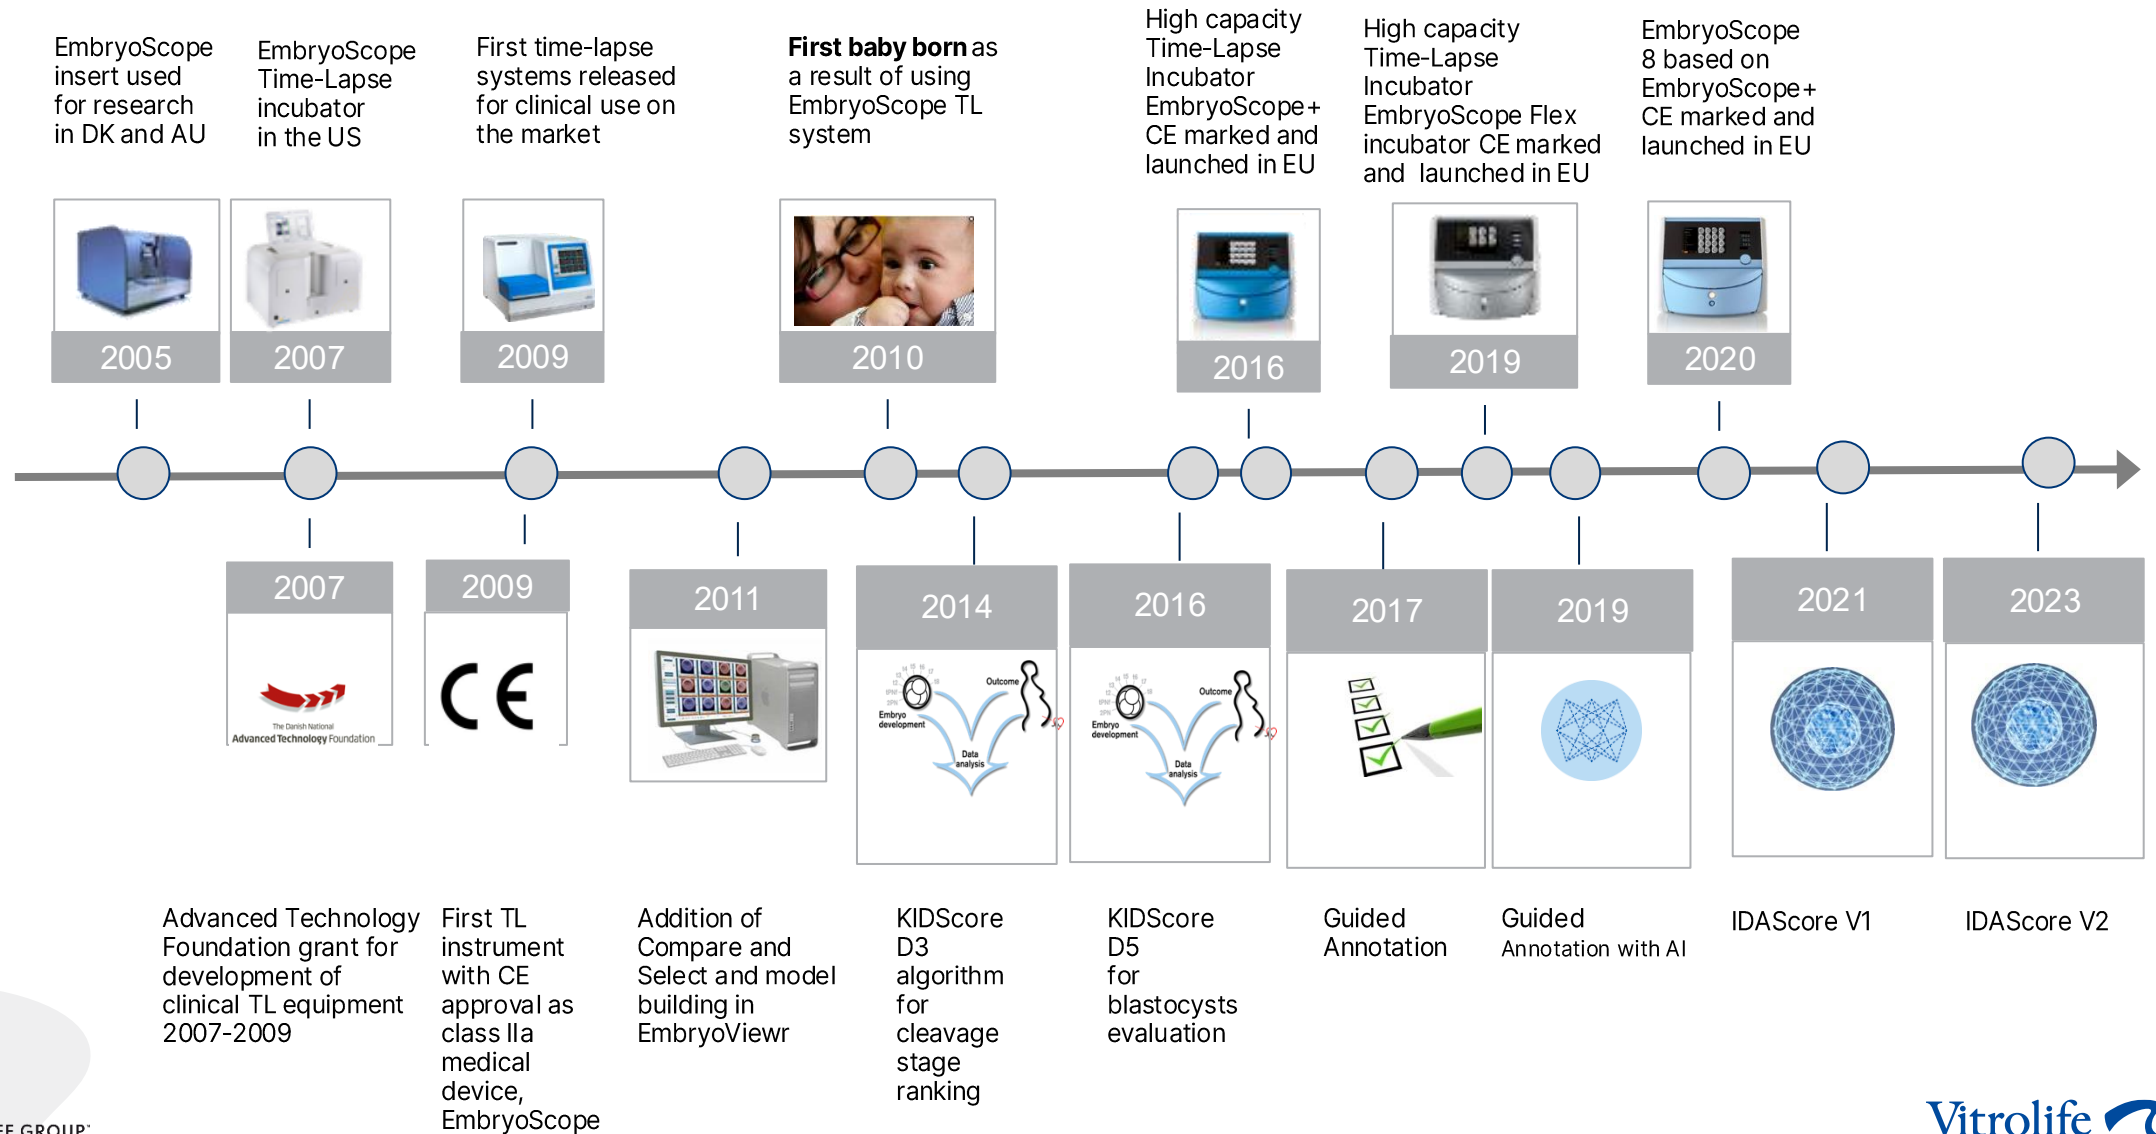 EmbryoScope
insert used
for research
in DK and AU
EmbryoScope
Time-Lapse
incubator
in the US
First time-lapse
systems released
for clinical use on
the market
First baby born as
a result of using
EmbryoScope TL
system
High capacity
Time-Lapse
Incubator
EmbryoScope+
CE marked and
launched in EU
High capacity
Time-Lapse
Incubator
EmbryoScope Flex
incubator CE marked
and launched in EU
EmbryoScope
8 based on
EmbryoScope+
CE marked and
launched in EU
2005
2007
2009
2010
2016
2019
2020
2007
2009
2011
2014
2016
2017
2019
2021
2023
The Danish National
Advanced Technology Foundation
CE
Embryo
development
Outcome
Data
analysis
Embryo
development
Outcome
Data
analysis
Advanced Technology
Foundation grant for
development of
clinical TL equipment
2007-2009
First TL
instrument
with CE
approval as
class IIa
medical
device,
EmbryoScope
Addition of
Compare and
Select and model
building in
EmbryoViewr
KIDScore
D3
algorithm
for
cleavage
stage
ranking
KIDScore
D5
for
blastocysts
evaluation
Guided
Annotation
Guided
Annotation with AI
IDAScore V1
IDAScore V2
GROUP
Vitrolife